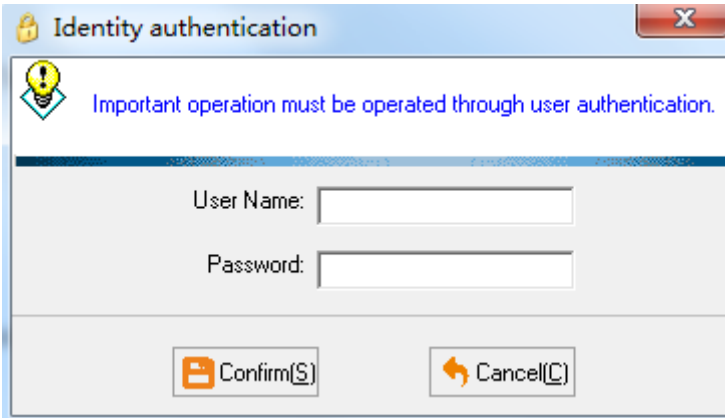 Identity authentication
Important operation must be operated through user authentication.
User Name:
Password:
Confirm(S) Cancel(C)